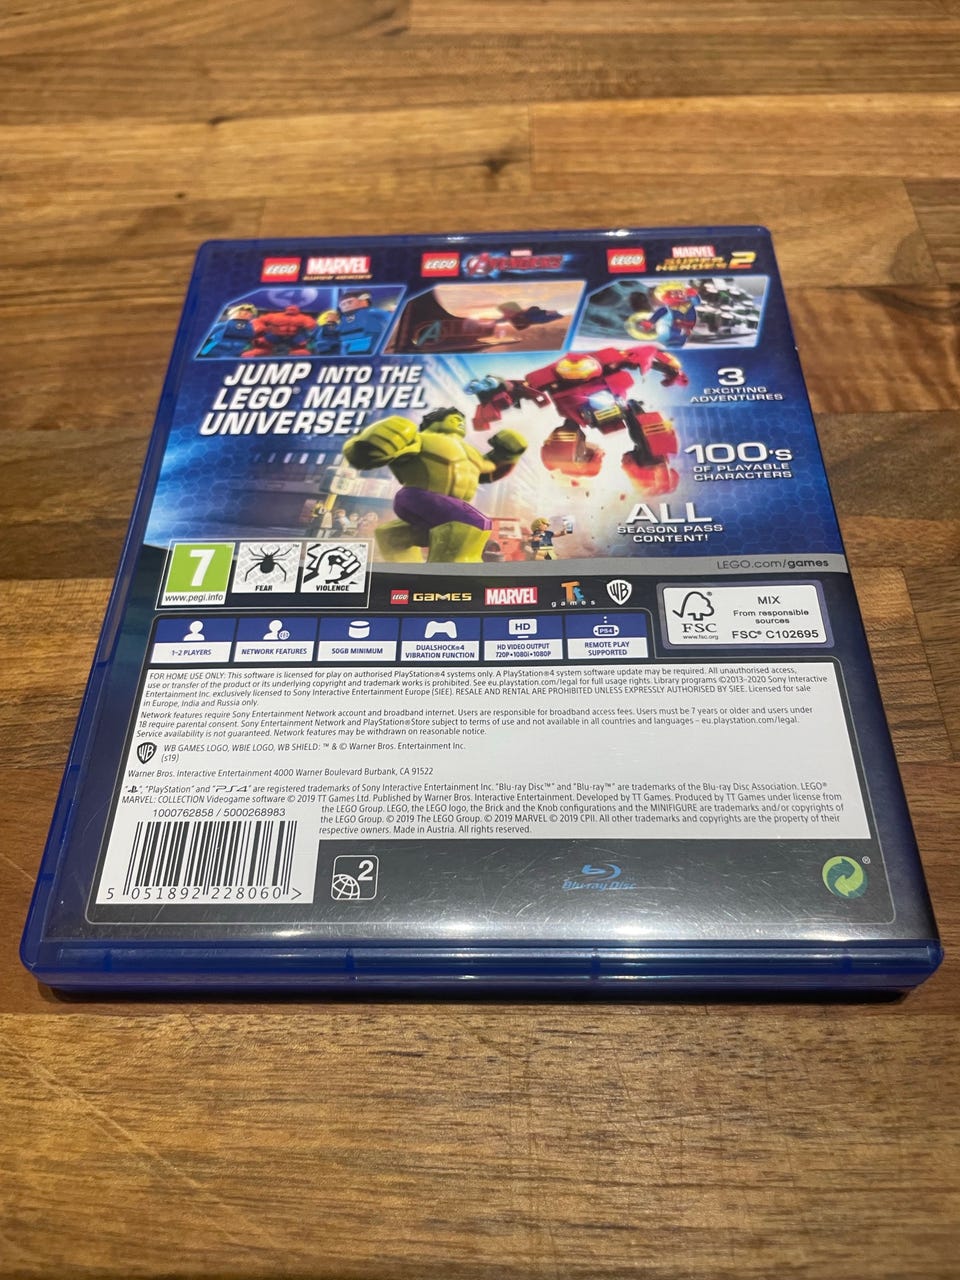 LEGO MARVEL SUPER HEROES
LEGO MARVEL AVENGERS
LEGO MARVEL SUPER HEROES 2
JUMP INTO THE
LEGO® MARVEL
UNIVERSE!
3
EXCITING
ADVENTURES
100's
OF PLAYABLE
CHARACTERS
ALL
SEASON PASS
CONTENT!
LEGO.com/games
7
www.pegi.info
FEAR
VIOLENCE
LEGO GAMES
MARVEL
TT games
WB
FSC
www.fsc.org
MIX
From responsible
sources
FSC® C102695
1-2 PLAYERS
NETWORK FEATURES
50GB MINIMUM
DUALSHOCK®4
VIBRATION FUNCTION
HD
HD VIDEO OUTPUT
720P•1080i•1080P
PS4
REMOTE PLAY
SUPPORTED
FOR HOME USE ONLY: This software is licensed for play on authorised PlayStation®4 systems only. A PlayStation®4 system software update may be required. All unauthorised access,
use or transfer of the product or its underlying copyright and trademark works is prohibited. See eu.playstation.com/legal for full usage rights. Library programs ©2013-2020 Sony Interactive
Entertainment Inc. exclusively licensed to Sony Interactive Entertainment Europe (SIEE). RESALE AND RENTAL ARE PROHIBITED UNLESS EXPRESSLY AUTHORISED BY SIEE. Licensed for sale
in Europe, India and Russia only.
Network features require Sony Entertainment Network account and broadband internet. Users are responsible for broadband access fees. Users must be 7 years or older and users under
18 require parental consent. Sony Entertainment Network and PlayStation®Store subject to terms of use and not available in all countries and languages – eu.playstation.com/legal.
Service availability is not guaranteed. Network features may be withdrawn on reasonable notice.
WB GAMES LOGO, WBIE LOGO, WB SHIELD: ™ & © Warner Bros. Entertainment Inc.
(s19)
Warner Bros. Interactive Entertainment 4000 Warner Boulevard Burbank, CA 91522
", "PlayStation" and "PS4" are registered trademarks of Sony Interactive Entertainment Inc. "Blu-ray Disc™" and "Blu-ray™" are trademarks of the Blu-ray Disc Association. LEGO®
MARVEL: COLLECTION Videogame software © 2019 TT Games Ltd. Published by Warner Bros. Interactive Entertainment. Developed by TT Games. Produced by TT Games under license from
the LEGO Group. LEGO, the LEGO logo, the Brick and the Knob configurations and the MINIFIGURE are trademarks and/or copyrights of
the LEGO Group. © 2019 The LEGO Group. © 2019 MARVEL © 2019 CPII. All other trademarks and copyrights are the property of their
respective owners. Made in Austria. All rights reserved.
1000762858 / 5000268983
5 051892 228060 >
2
Blu-ray Disc
®